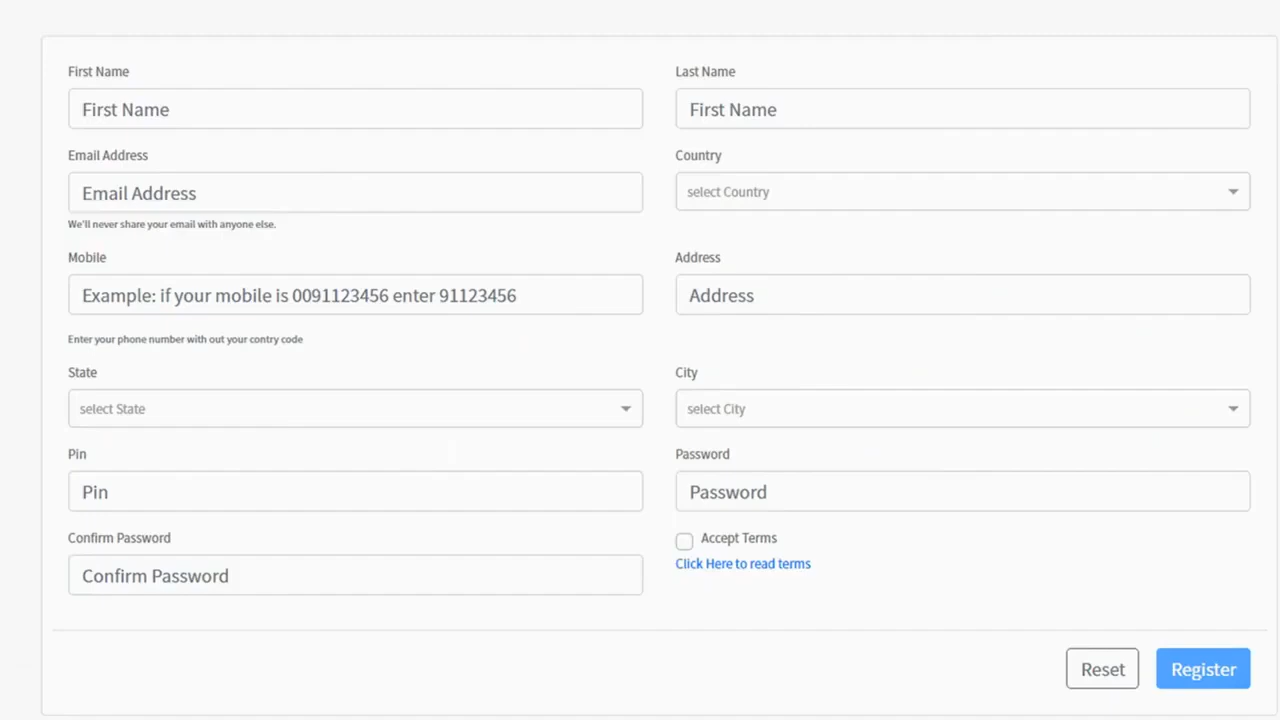 First Name
Last Name
First Name
First Name
Email Address
Country
Email Address
select Country
We'll never share your email with anyone else.
Mobile
Address
Example: if your mobile is 0091123456 enter 91123456
Address
Enter your phone number with out your contry code
State
City
select State
select City
Pin
Password
Pin
Password
Confirm Password
Accept Terms
Click Here to read terms
Confirm Password
Reset
Register